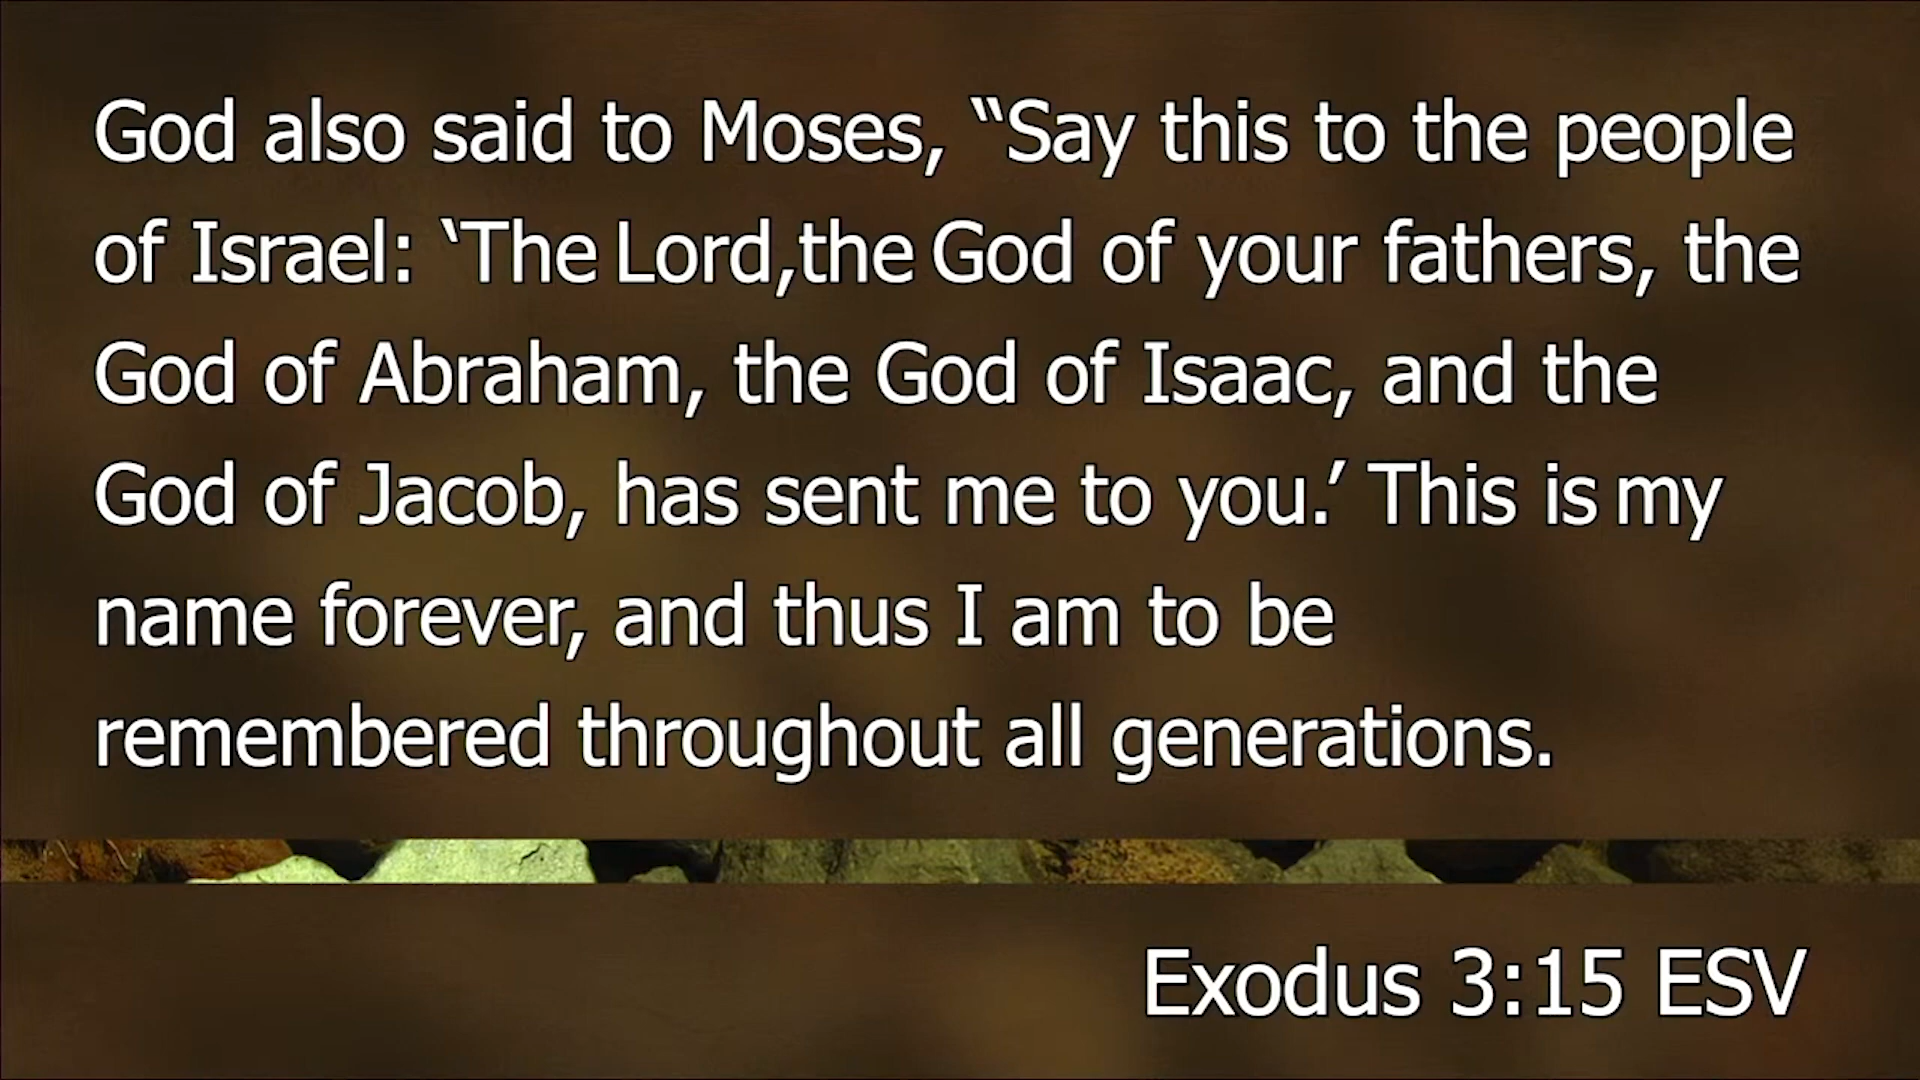 God also said to Moses, “Say this to the people
of Israel: ‘The Lord,the God of your fathers, the
God of Abraham, the God of Isaac, and the
God of Jacob, has sent me to you.’ This is my
name forever, and thus I am to be
remembered throughout all generations.
Exodus 3:15 ESV